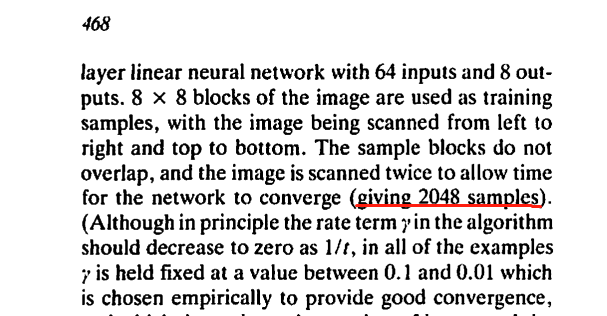 468
layer linear neural network with 64 inputs and 8 out-
puts. 8 × 8 blocks of the image are used as training
samples, with the image being scanned from left to
right and top to bottom. The sample blocks do not
overlap, and the image is scanned twice to allow time
for the network to converge (giving 2048 samples).
(Although in principle the rate term γ in the algorithm
should decrease to zero as 1/t, in all of the examples
γ is held fixed at a value between 0.1 and 0.01 which
is chosen empirically to provide good convergence,